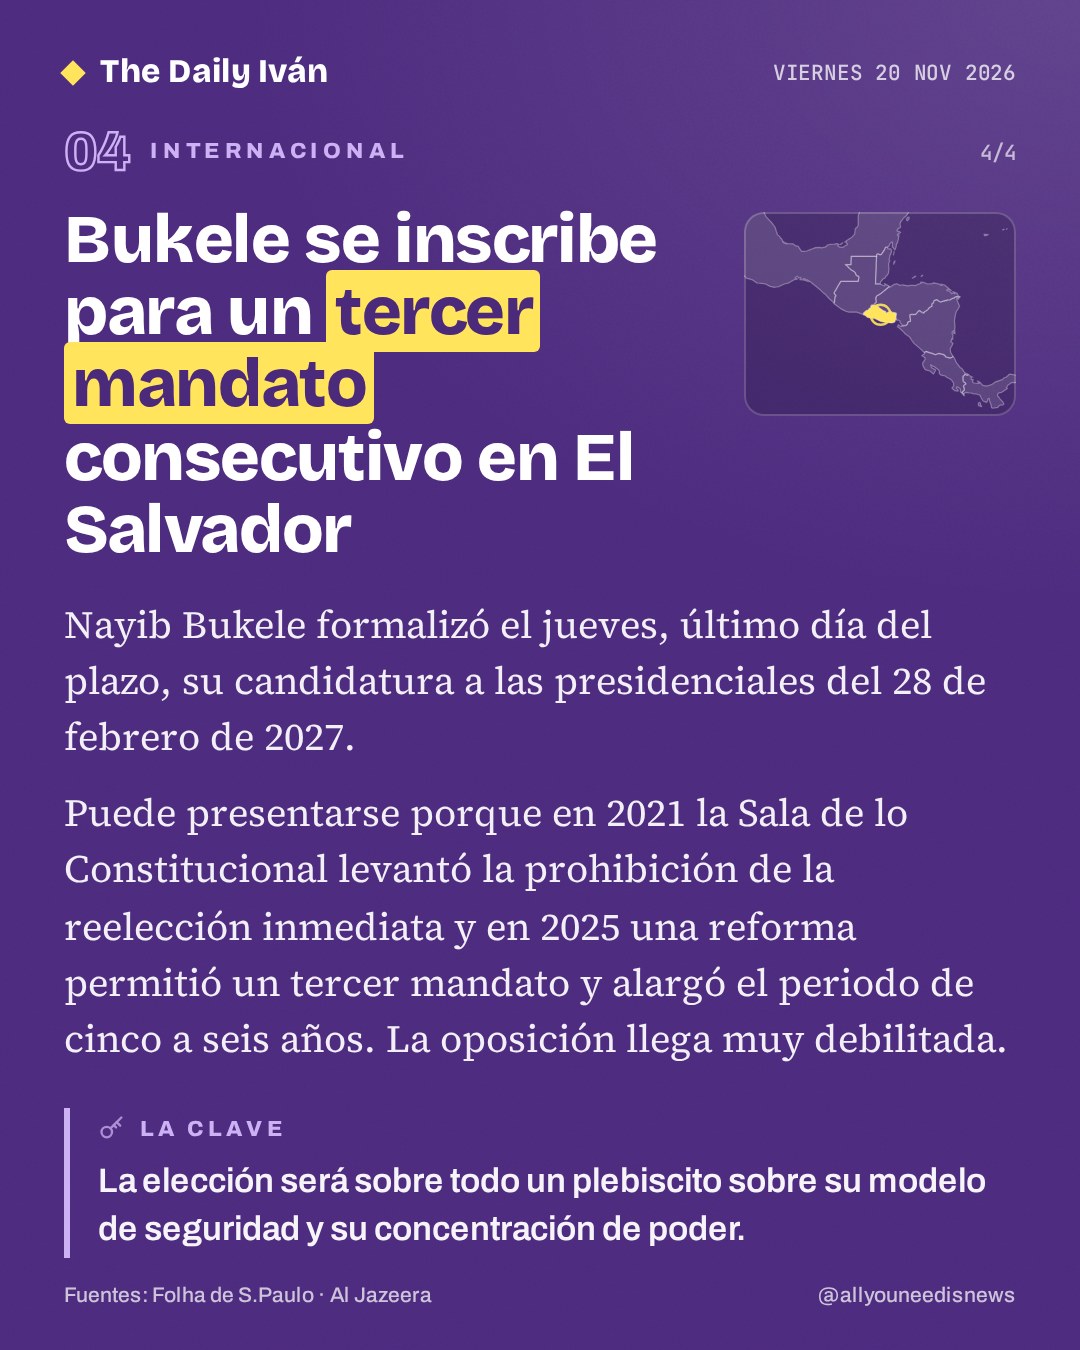 The Daily Iván
VIERNES 20 NOV 2026
04 INTERNACIONAL
4/4
Bukele se inscribe
para un tercer
mandato
consecutivo en El
Salvador
Nayib Bukele formalizó el jueves, último día del
plazo, su candidatura a las presidenciales del 28 de
febrero de 2027.
Puede presentarse porque en 2021 la Sala de lo
Constitucional levantó la prohibición de la
reelección inmediata y en 2025 una reforma
permitió un tercer mandato y alargó el periodo de
cinco a seis años. La oposición llega muy debilitada.
LA CLAVE
La elección será sobre todo un plebiscito sobre su modelo
de seguridad y su concentración de poder.
Fuentes: Folha de S.Paulo · Al Jazeera
@allyouneedisnews